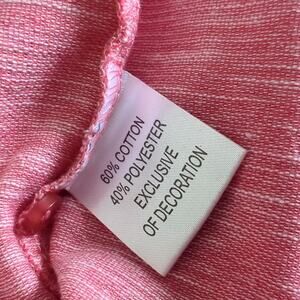 60% COTTON
40% POLYESTER
EXCLUSIVE
OF DECORATION